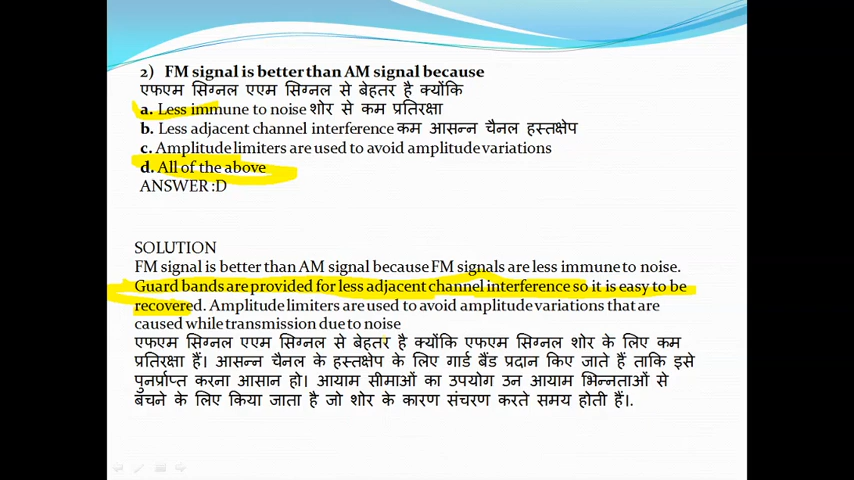 2) FM signal is better than AM signal because
एफएम सिग्नल एएम सिग्नल से बेहतर है क्योंकि
a. Less immune to noise शोर से कम प्रतिरक्षा
b. Less adjacent channel interference कम आसन्न चैनल हस्तक्षेप
c. Amplitude limiters are used to avoid amplitude variations
d. All of the above
ANSWER :D
SOLUTION
FM signal is better than AM signal because FM signals are less immune to noise.
Guard bands are provided for less adjacent channel interference so it is easy to be
recovered. Amplitude limiters are used to avoid amplitude variations that are
caused while transmission due to noise
एफएम सिग्नल एएम सिग्नल से बेहतर है क्योंकि एफएम सिग्नल शोर के लिए कम
प्रतिरक्षा हैं। आसन्न चैनल के हस्तक्षेप के लिए गार्ड बैंड प्रदान किए जाते हैं ताकि इसे
पुनर्प्राप्त करना आसान हो। आयाम सीमाओं का उपयोग उन आयाम भिन्नताओं से
बचने के लिए किया जाता है जो शोर के कारण संचरण करते समय होती हैं।.